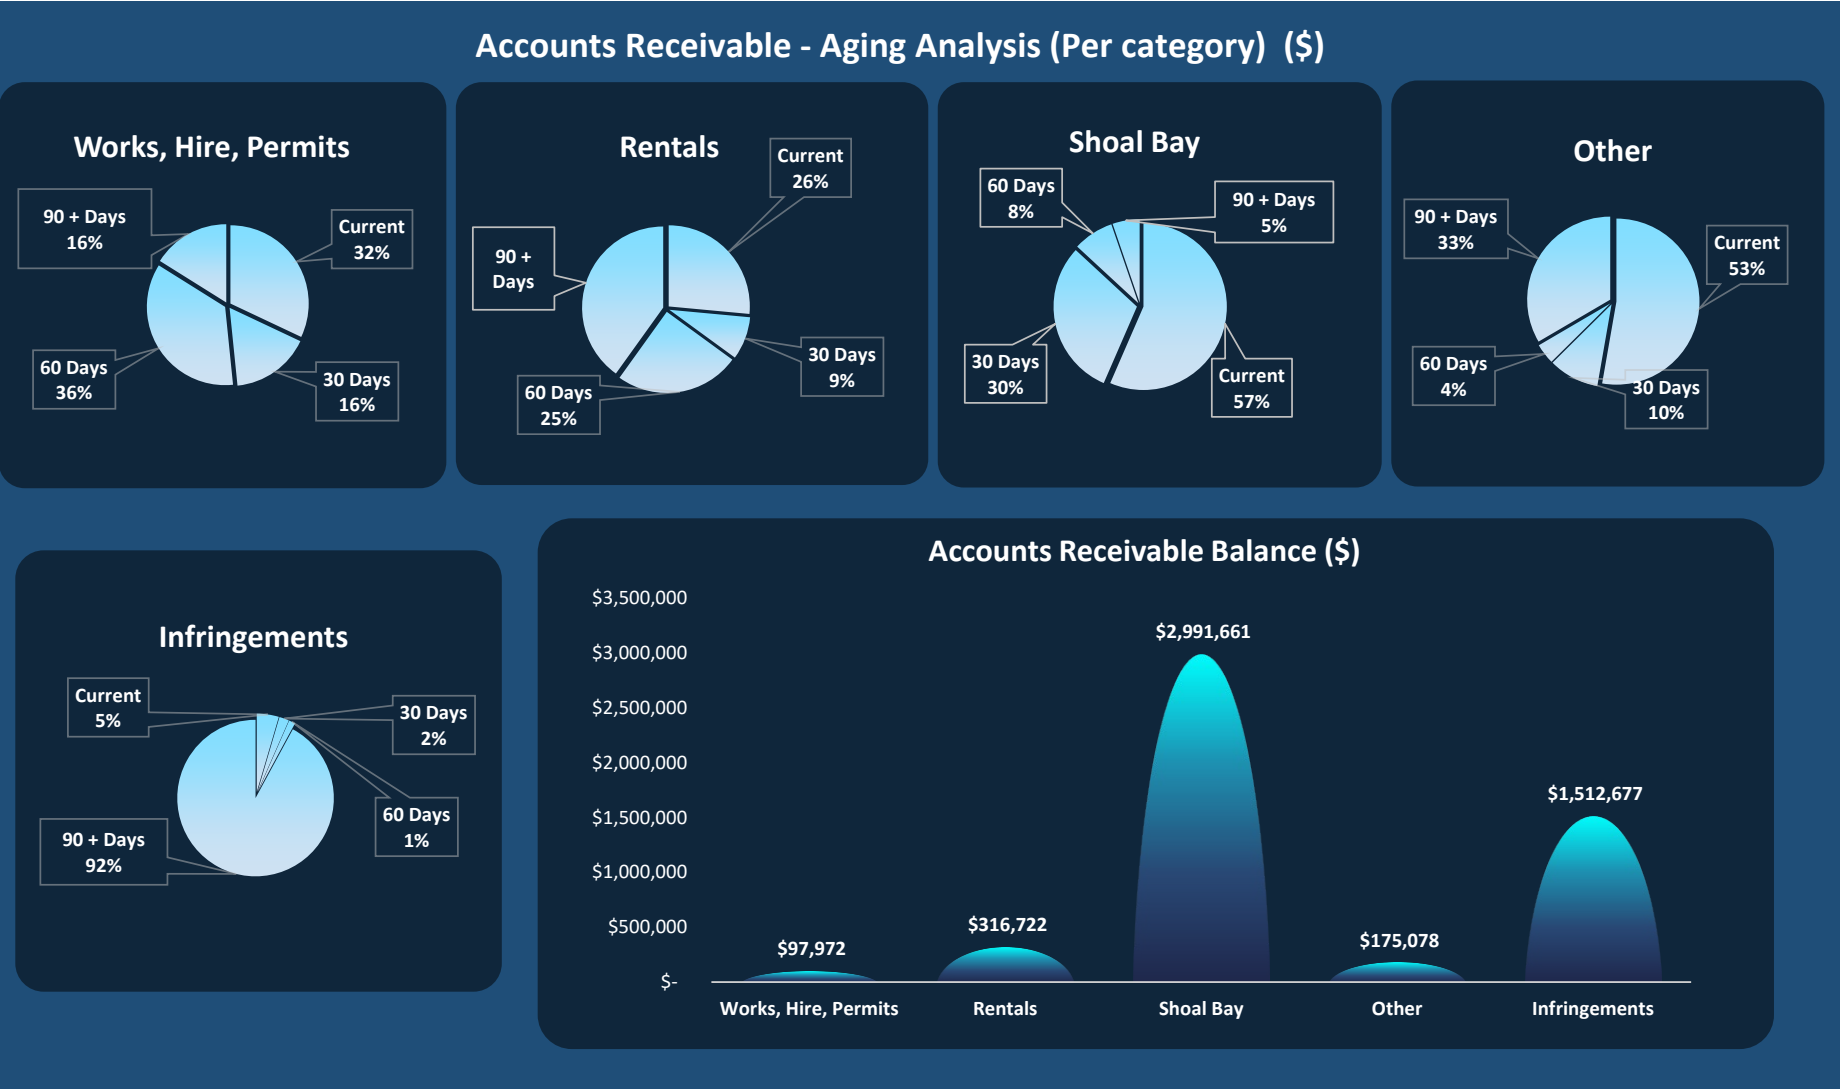 Accounts Receivable - Aging Analysis (Per category)  ($)
Works, Hire, Permits
90 + Days
16%
Current
32%
60 Days
36%
30 Days
16%
Rentals
Current
26%
90 +
Days
30 Days
9%
60 Days
25%
Shoal Bay
60 Days
8%
90 + Days
5%
30 Days
30%
Current
57%
Other
90 + Days
33%
Current
53%
60 Days
4%
30 Days
10%
Infringements
Current
5%
30 Days
2%
60 Days
1%
90 + Days
92%
Accounts Receivable Balance ($)
$3,500,000
$3,000,000
$2,500,000
$2,000,000
$1,500,000
$1,000,000
$500,000
$-
$97,972
$316,722
$2,991,661
$175,078
$1,512,677
Works, Hire, Permits
Rentals
Shoal Bay
Other
Infringements